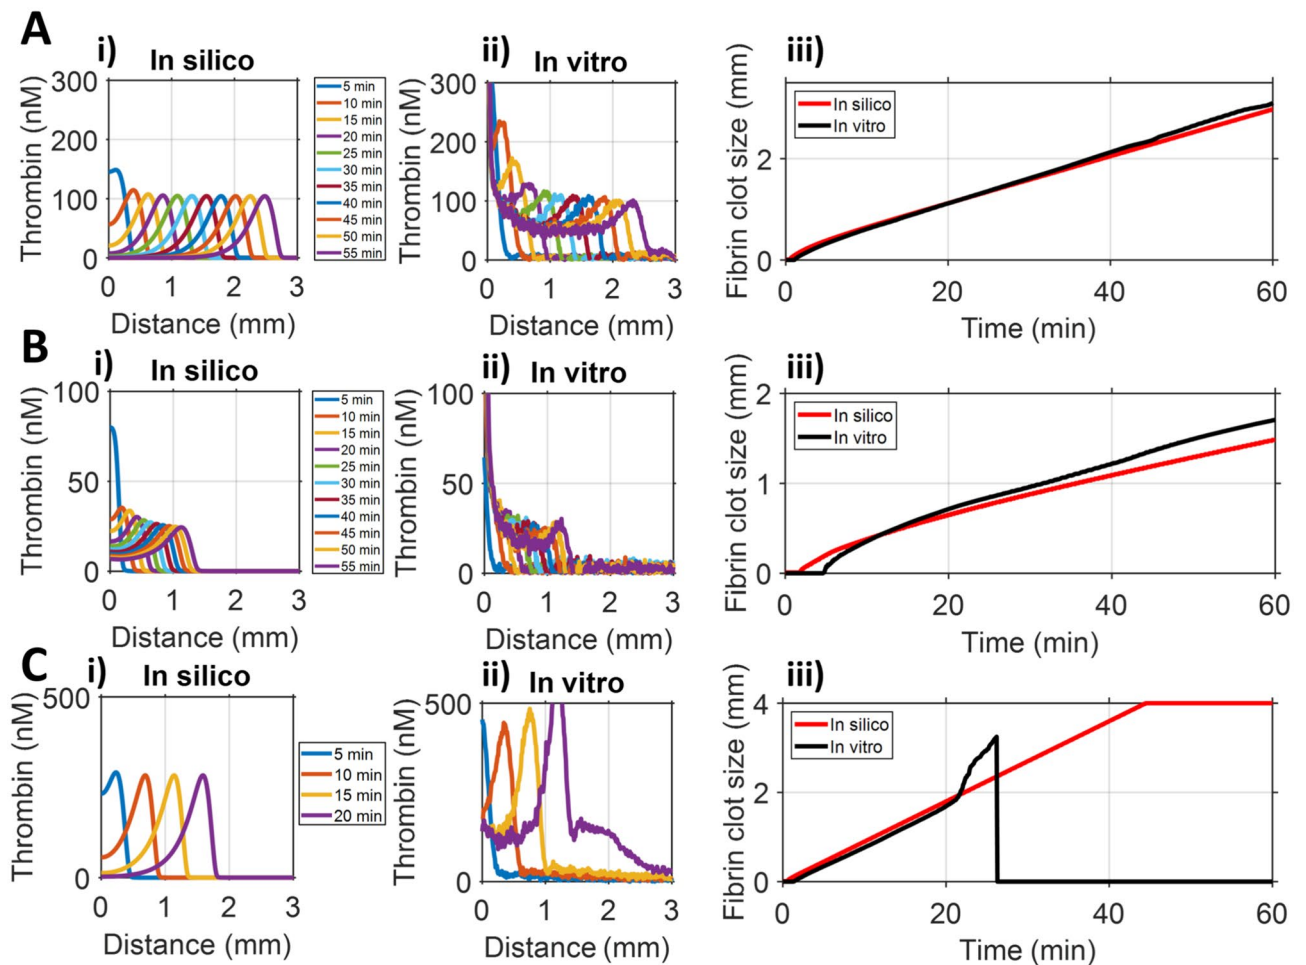 A
i) In silico
Thrombin (nM)
300
200
100
0
0 1 2 3
Distance (mm)
5 min
10 min
15 min
20 min
25 min
30 min
35 min
40 min
45 min
50 min
55 min
ii) In vitro
Thrombin (nM)
300
200
100
0
0 1 2 3
Distance (mm)
iii)
Fibrin clot size (mm)
2
0
0 20 40 60
Time (min)
In silico
In vitro
B
i) In silico
Thrombin (nM)
100
50
0
0 1 2 3
Distance (mm)
5 min
10 min
15 min
20 min
25 min
30 min
35 min
40 min
45 min
50 min
55 min
ii) In vitro
Thrombin (nM)
100
50
0
0 1 2 3
Distance (mm)
iii)
Fibrin clot size (mm)
2
1
0
0 20 40 60
Time (min)
In silico
In vitro
C
i) In silico
Thrombin (nM)
500
0
0 1 2 3
Distance (mm)
5 min
10 min
15 min
20 min
ii) In vitro
Thrombin (nM)
500
0
0 1 2 3
Distance (mm)
iii)
Fibrin clot size (mm)
4
2
0
0 20 40 60
Time (min)
In silico
In vitro